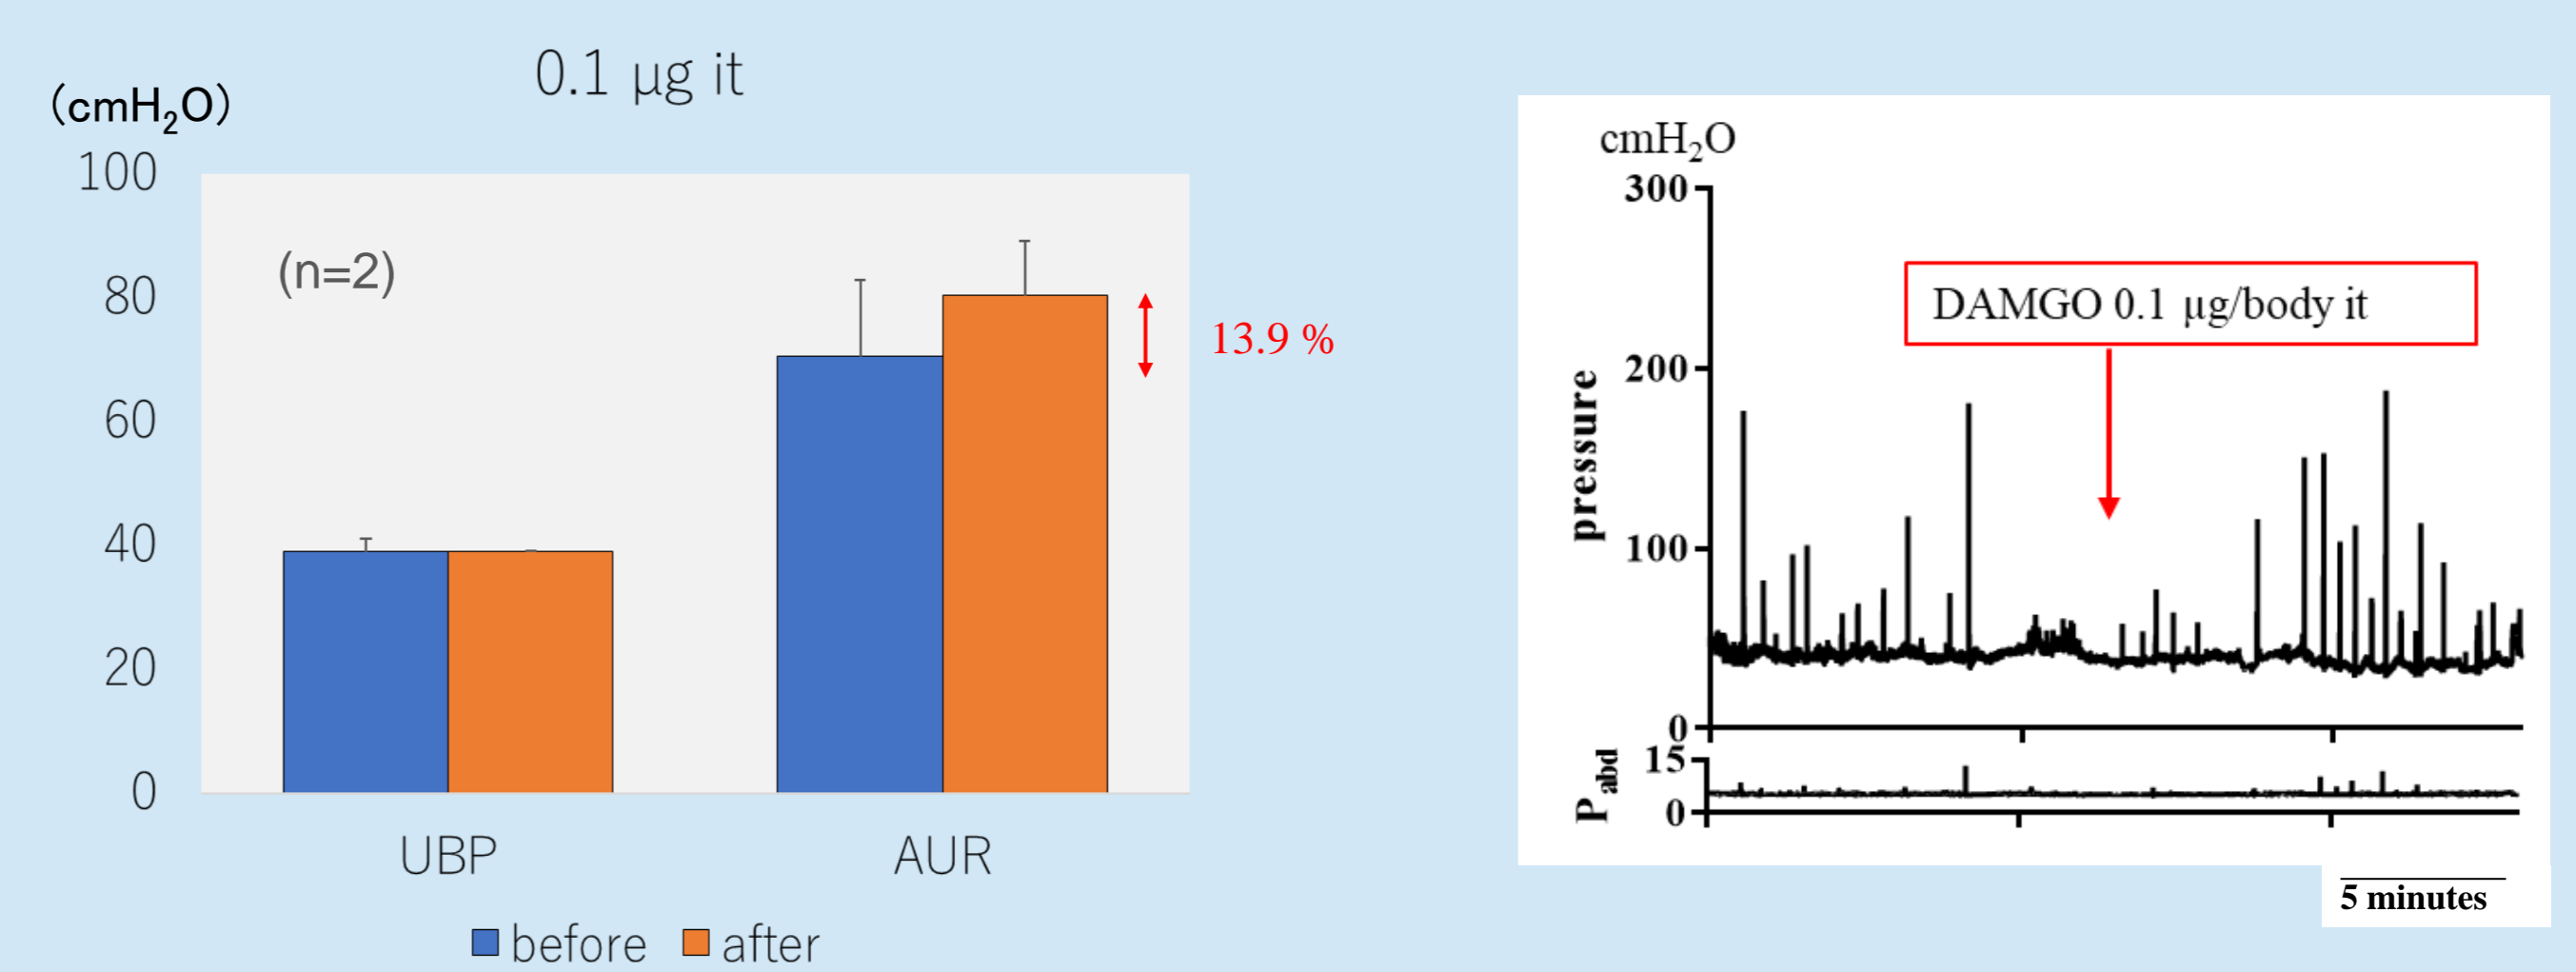 0.1 μg it
(cmH₂O)
100
80
60
40
20
0
(n=2)
13.9 %
UBP
AUR
before
after
cmH₂O
300
200
100
0
pressure
DAMGO 0.1 μg/body it
15
0
P abd
5 minutes